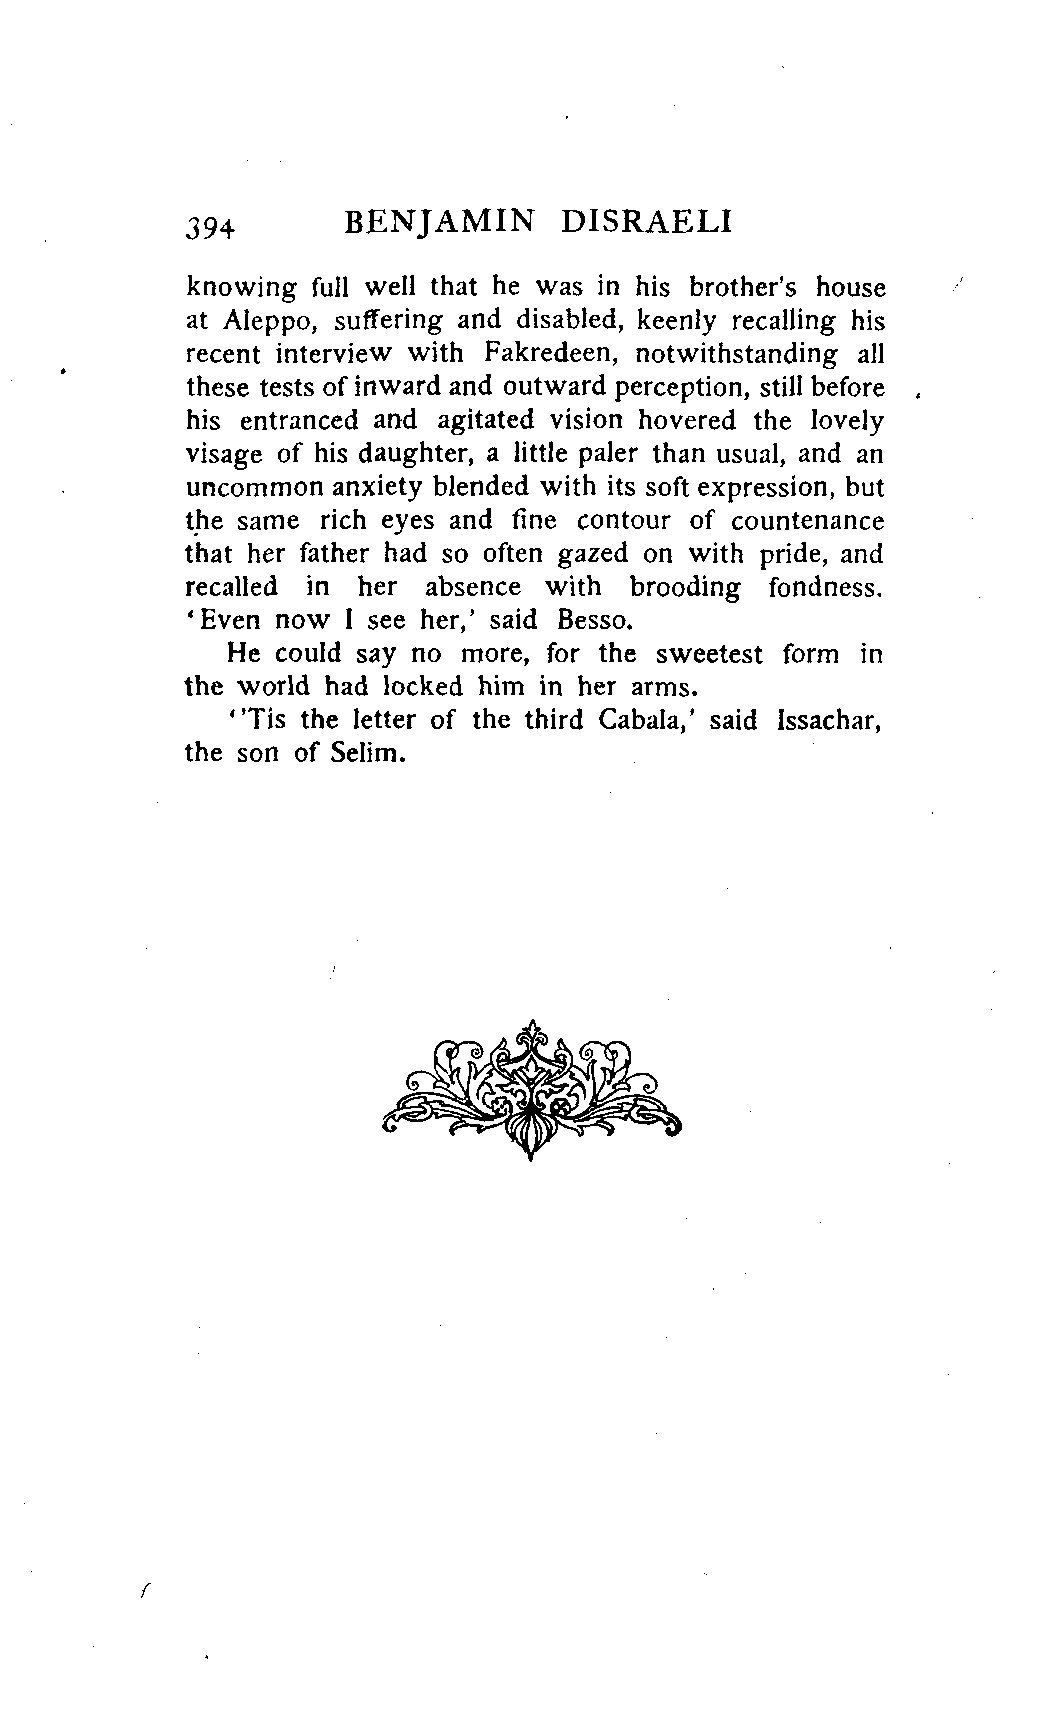 394 BENJAMIN DISRAELI
knowing full well that he was in his brother's house
at Aleppo, suffering and disabled, keenly recalling his
recent interview with Fakredeen, notwithstanding all
these tests of inward and outward perception, still before
his entranced and agitated vision hovered the lovely
visage of his daughter, a little paler than usual, and an
uncommon anxiety blended with its soft expression, but
the same rich eyes and fine contour of countenance
that her father had so often gazed on with pride, and
recalled in her absence with brooding fondness.
‘Even now I see her,’ said Besso.
He could say no more, for the sweetest form in
the world had locked him in her arms.
‘’Tis the letter of the third Cabala,’ said Issachar,
the son of Selim.